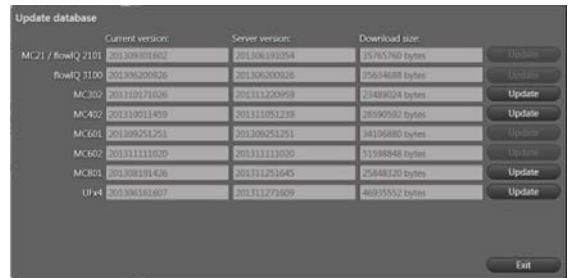 Update database
Current version: Server version: Download size:
MC21 / flowIQ 2101 201309301602 201306191054 35765760 bytes Update
flowIQ 3100 201306200926 201306200926 35634688 bytes Update
MC302 201310171026 201311220959 23489024 bytes Update
MC402 201310011459 201311051239 28590592 bytes Update
MC601 201309251251 201309251251 34106880 bytes Update
MC602 201311111020 201311111020 51598848 bytes Update
MC801 201308191426 201311251645 25848320 bytes Update
UFx4 201306161607 201311271609 46935552 bytes Update
Exit